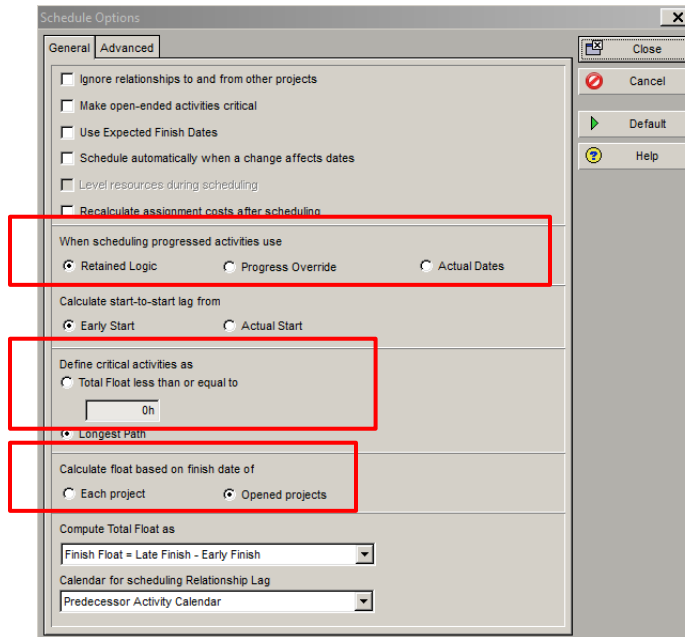 Schedule Options
General Advanced
Close
Ignore relationships to and from other projects
Cancel
Make open-ended activities critical
Use Expected Finish Dates
Default
Schedule automatically when a change affects dates
Help
Level resources during scheduling
Recalculate assignment costs after scheduling
When scheduling progressed activities use
Retained Logic Progress Override Actual Dates
Calculate start-to-start lag from
Early Start Actual Start
Define critical activities as
Total Float less than or equal to
0h
Longest Path
Calculate float based on finish date of
Each project Opened projects
Compute Total Float as
Finish Float = Late Finish - Early Finish
Calendar for scheduling Relationship Lag
Predecessor Activity Calendar